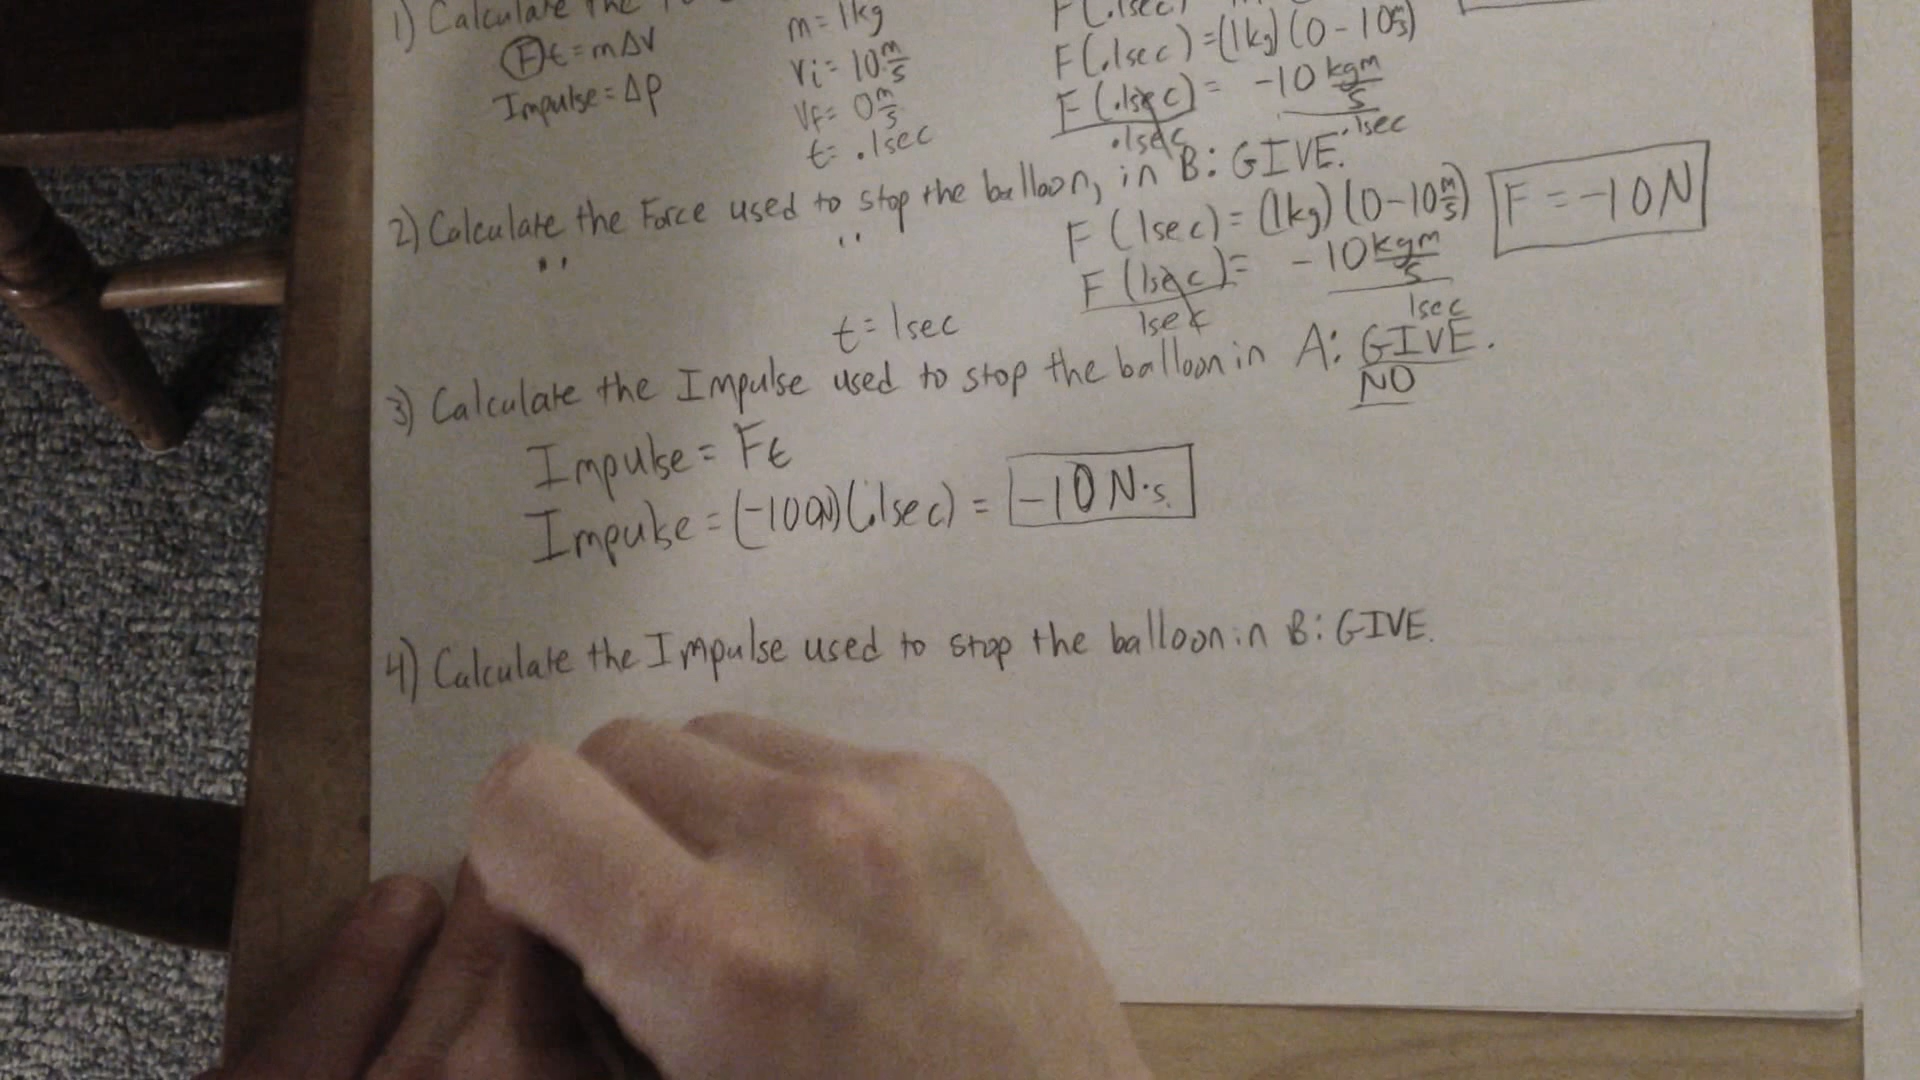 1) Calculate the
Ft = mΔv
Impulse = Δp
m = 1kg
vi = 10 m/s
vf = 0 m/s
t = .1sec
F(.1sec)
F(.1sec) = (1kg)(0 - 10 m/s)
F(.1sec) = -10 kgm/s
.1sec .1sec
2) Calculate the Force used to stop the balloon, in B: GIVE.
" "
t = 1sec
F(1sec) = (1kg)(0 - 10 m/s)
F(1sec) = -10 kgm/s
1sec 1sec
F = -10N
3) Calculate the Impulse used to stop the balloon in A: GIVE.
NO
Impulse = Ft
Impulse = (-100N)(.1sec) = -10 N·s
4) Calculate the Impulse used to stop the balloon in B: GIVE.